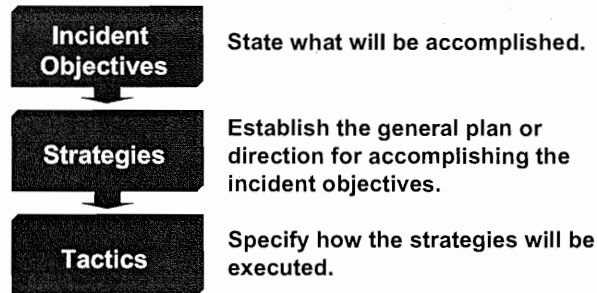 Incident
Objectives
State what will be accomplished.
Strategies
Establish the general plan or
direction for accomplishing the
incident objectives.
Tactics
Specify how the strategies will be
executed.